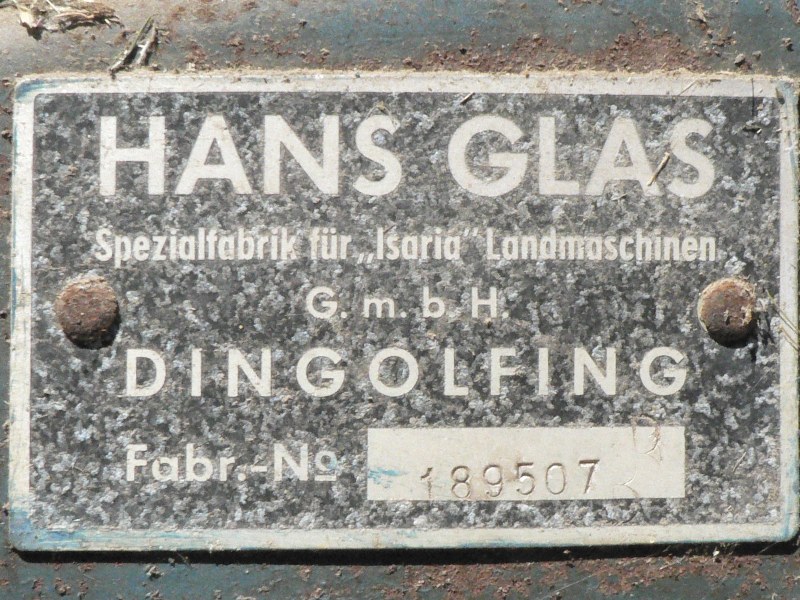 HANS GLAS
Spezialfabrik für „Isaria" Landmaschinen
G. m. b. H.
DINGOLFING
Fabr.-No 189507